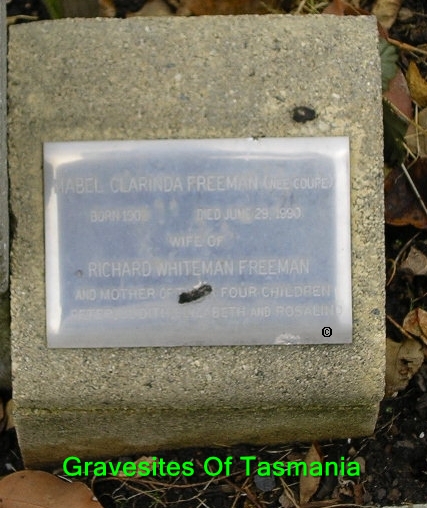 MABEL CLARINDA FREEMAN (NEE COUPE)
BORN DIED JUNE 29, 1990
WIFE OF
RICHARD WHITEMAN FREEMAN
AND MOTHER OF FOUR CHILDREN
PETER AND ROSALIND
©
Gravesites Of Tasmania